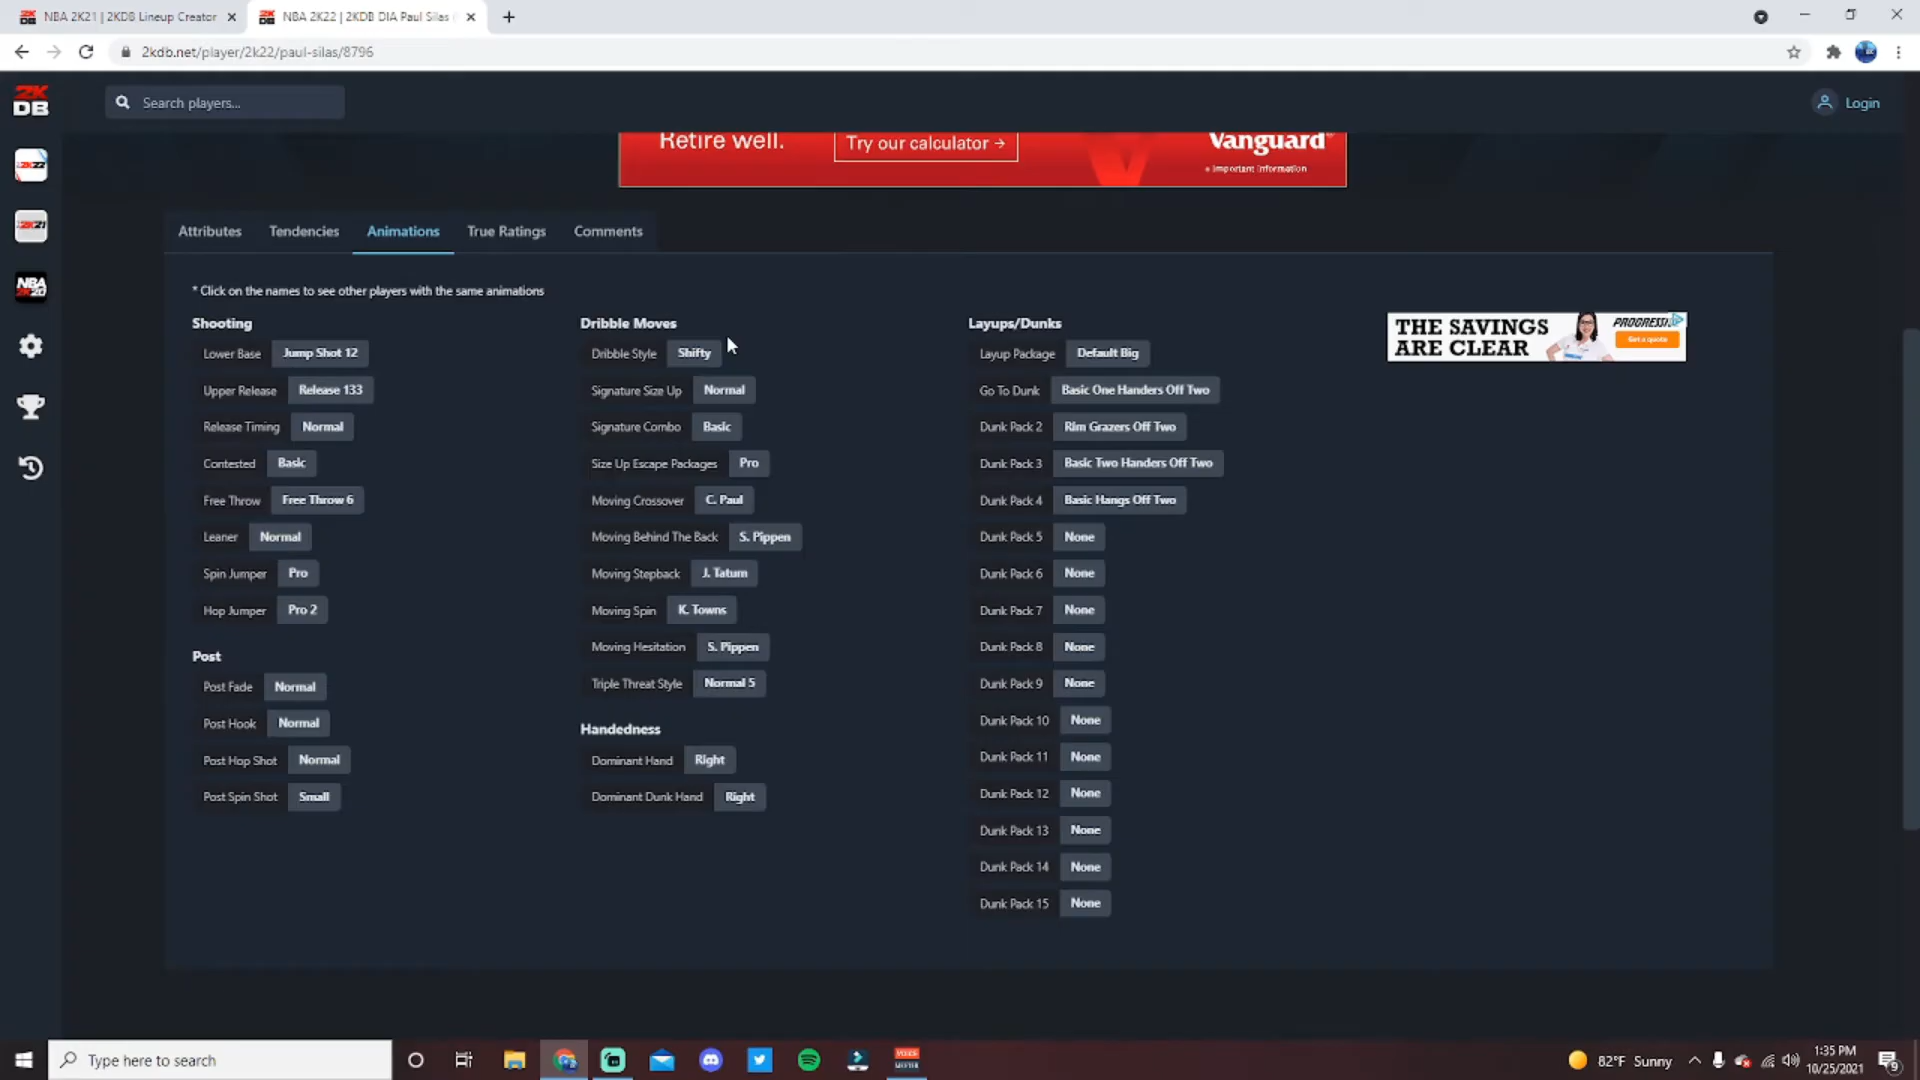 NBA 2K21 | 2KDB Lineup Creator
NBA 2K22 | 2KDB DIA Paul Silas
2kdb.net/player/2k22/paul-silas/8796
2K DB
Search players...
Login
2K22
2K21
NBA 2K20
Retire well.
Try our calculator →
Vanguard
+ Important Information
Attributes Tendencies Animations True Ratings Comments
* Click on the names to see other players with the same animations
Shooting
Lower Base Jump Shot 12
Upper Release Release 133
Release Timing Normal
Contested Basic
Free Throw Free Throw 6
Leaner Normal
Spin Jumper Pro
Hop Jumper Pro 2
Post
Post Fade Normal
Post Hook Normal
Post Hop Shot Normal
Post Spin Shot Small
Dribble Moves
Dribble Style Shifty
Signature Size Up Normal
Signature Combo Basic
Size Up Escape Packages Pro
Moving Crossover C. Paul
Moving Behind The Back S. Pippen
Moving Stepback J. Tatum
Moving Spin K. Towns
Moving Hesitation S. Pippen
Triple Threat Style Normal 5
Handedness
Dominant Hand Right
Dominant Dunk Hand Right
Layups/Dunks
Layup Package Default Big
Go To Dunk Basic One Handers Off Two
Dunk Pack 2 Rim Grazers Off Two
Dunk Pack 3 Basic Two Handers Off Two
Dunk Pack 4 Basic Hangs Off Two
Dunk Pack 5 None
Dunk Pack 6 None
Dunk Pack 7 None
Dunk Pack 8 None
Dunk Pack 9 None
Dunk Pack 10 None
Dunk Pack 11 None
Dunk Pack 12 None
Dunk Pack 13 None
Dunk Pack 14 None
Dunk Pack 15 None
THE SAVINGS
ARE CLEAR
PROGRESSIVE
Get a quote
Type here to search
82°F Sunny
1:35 PM
10/25/2021
9